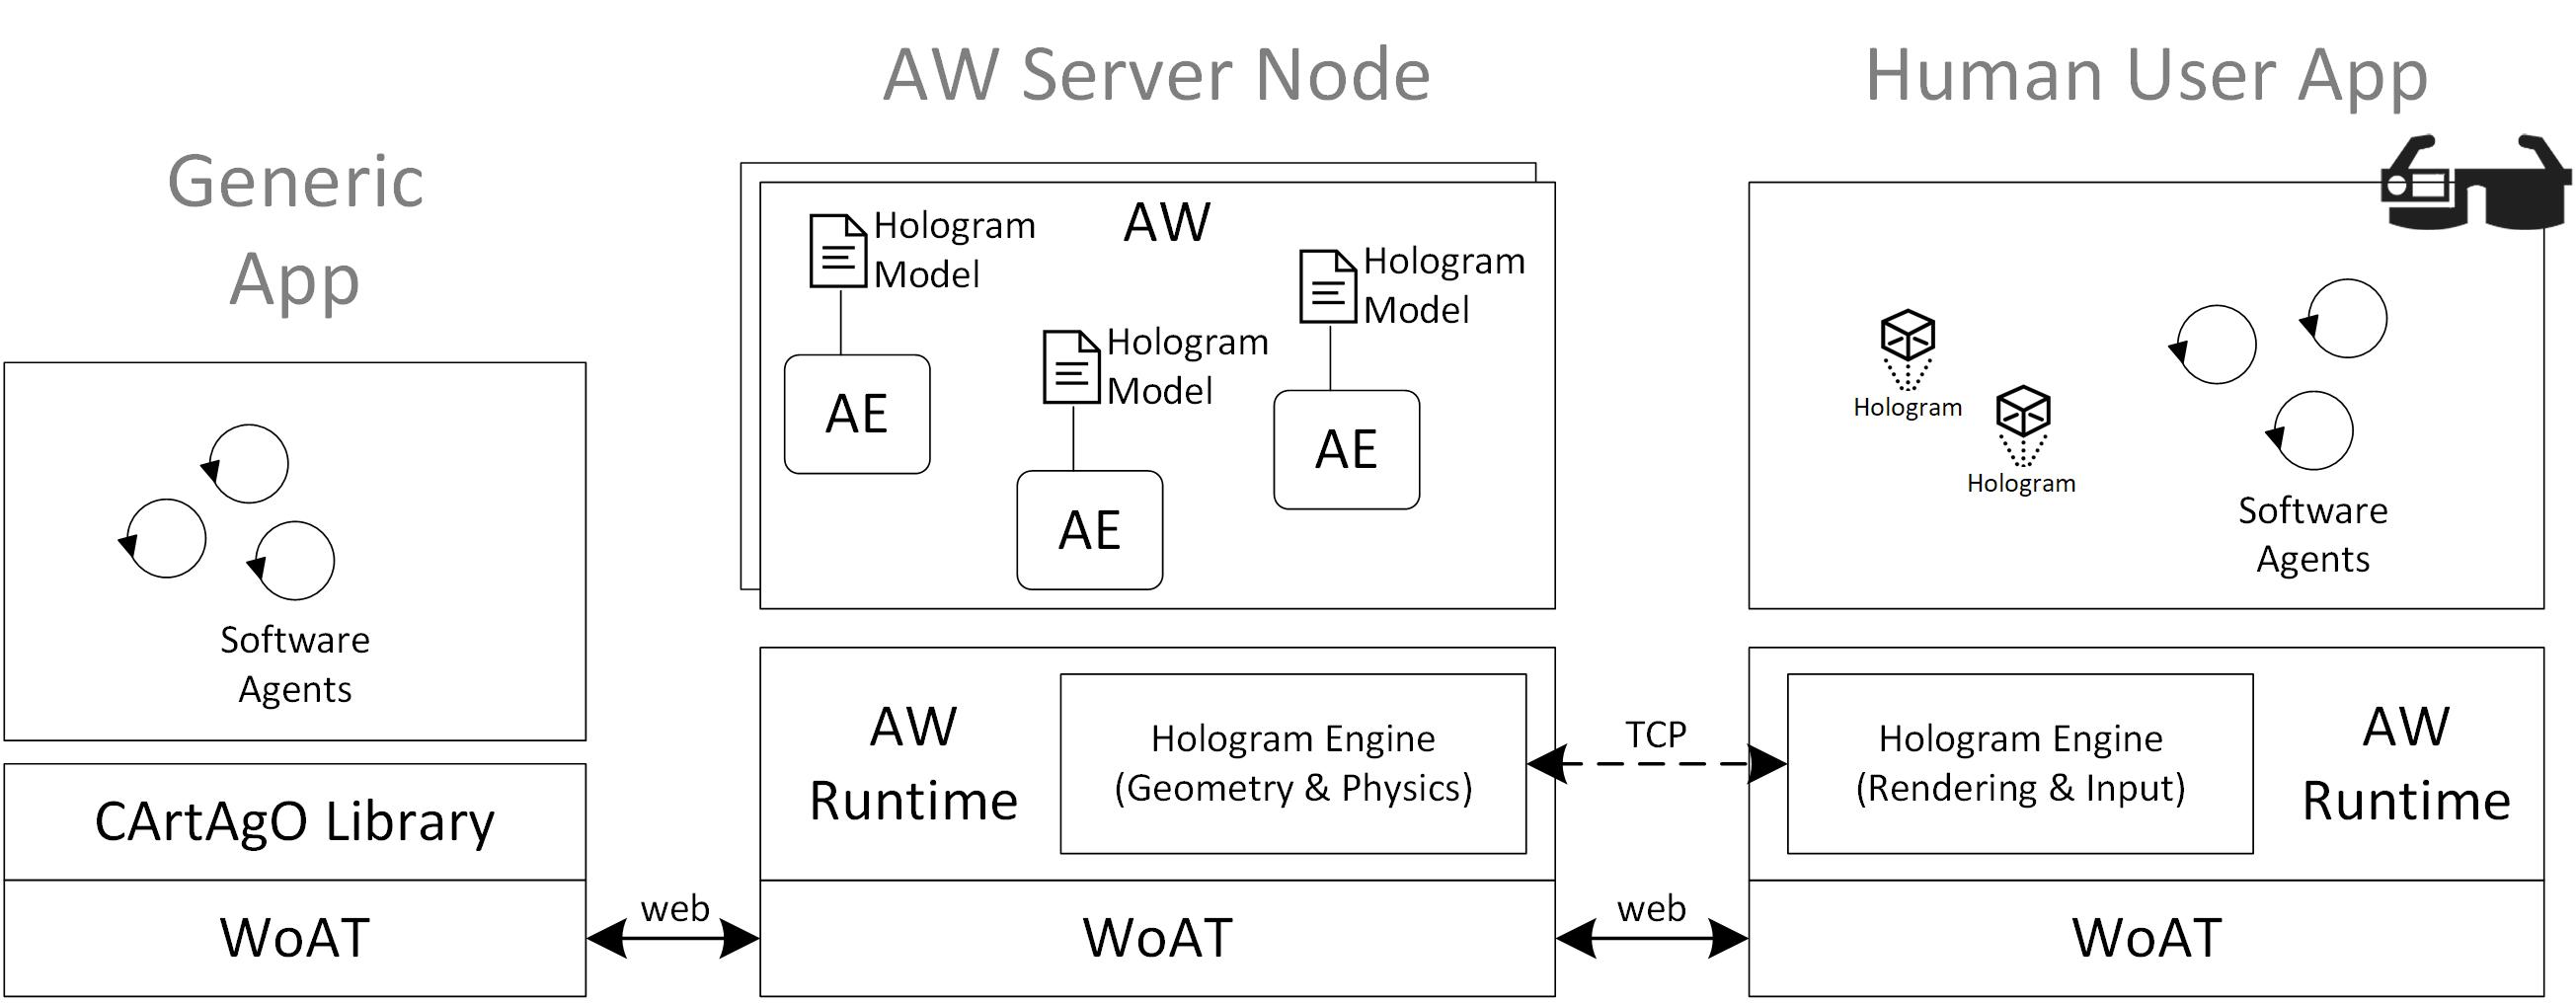 Generic
App
Software
Agents
CArtAgO Library
WoAT
web
AW Server Node
AW
Hologram
Model
AE
Hologram
Model
AE
Hologram
Model
AE
AW
Runtime
Hologram Engine
(Geometry & Physics)
WoAT
TCP
web
Human User App
Hologram
Hologram
Software
Agents
Hologram Engine
(Rendering & Input)
AW
Runtime
WoAT